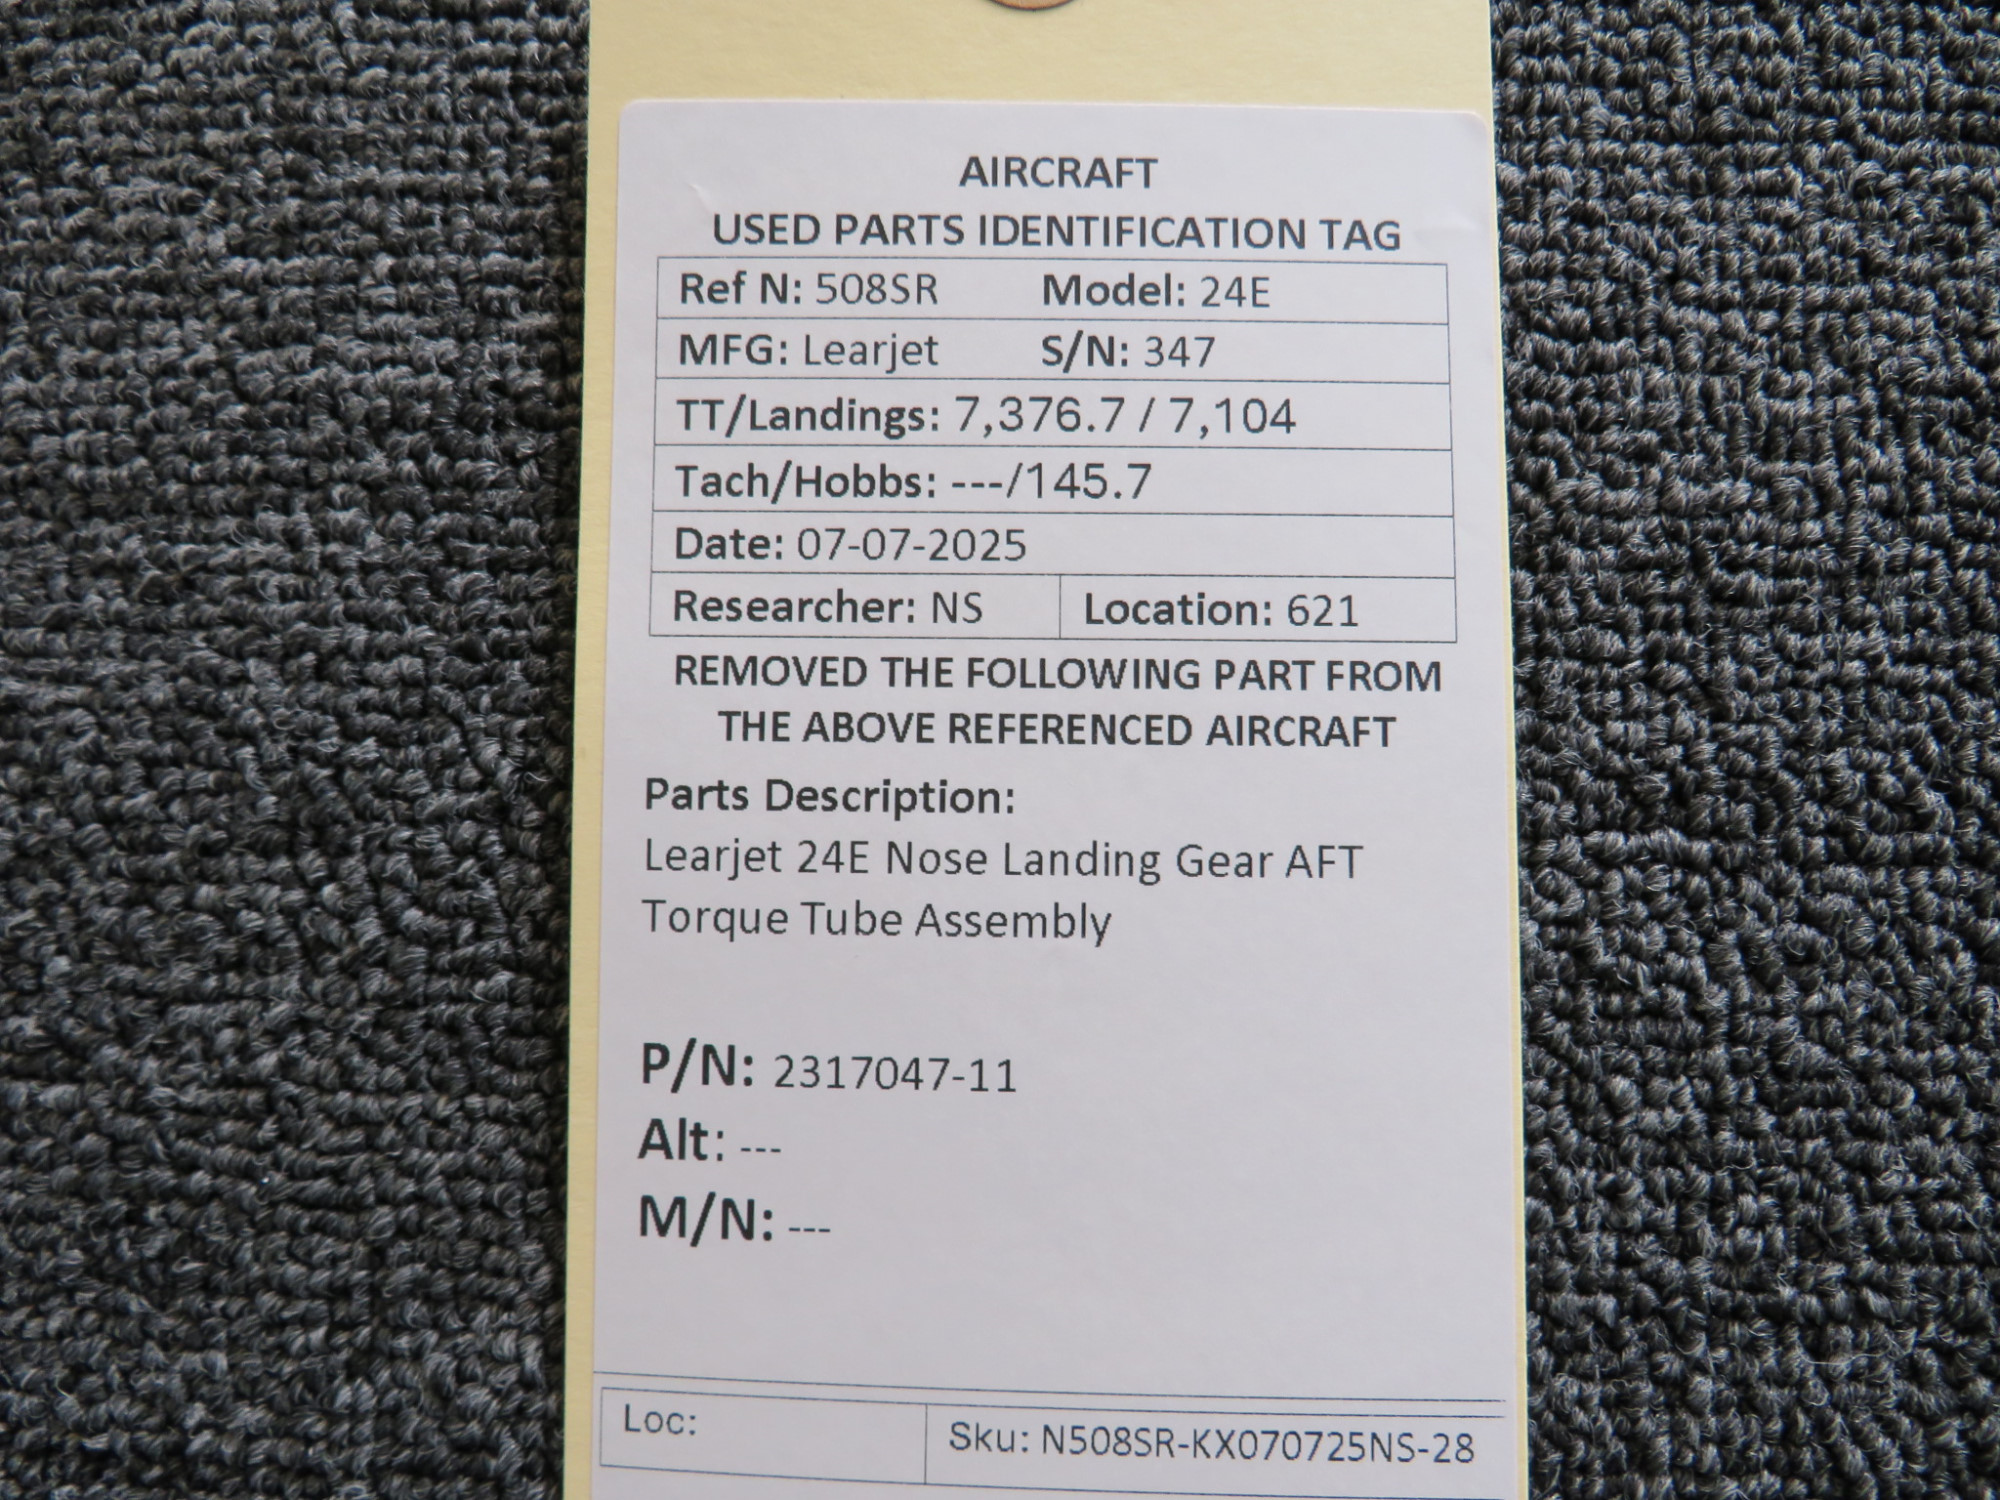 AIRCRAFT
USED PARTS IDENTIFICATION TAG
Ref N: 508SR Model: 24E
MFG: Learjet S/N: 347
TT/Landings: 7,376.7 / 7,104
Tach/Hobbs: ---/145.7
Date: 07-07-2025
Researcher: NS Location: 621
REMOVED THE FOLLOWING PART FROM
THE ABOVE REFERENCED AIRCRAFT
Parts Description:
Learjet 24E Nose Landing Gear AFT
Torque Tube Assembly
P/N: 2317047-11
Alt: ---
M/N: ---
Loc: Sku: N508SR-KX070725NS-28